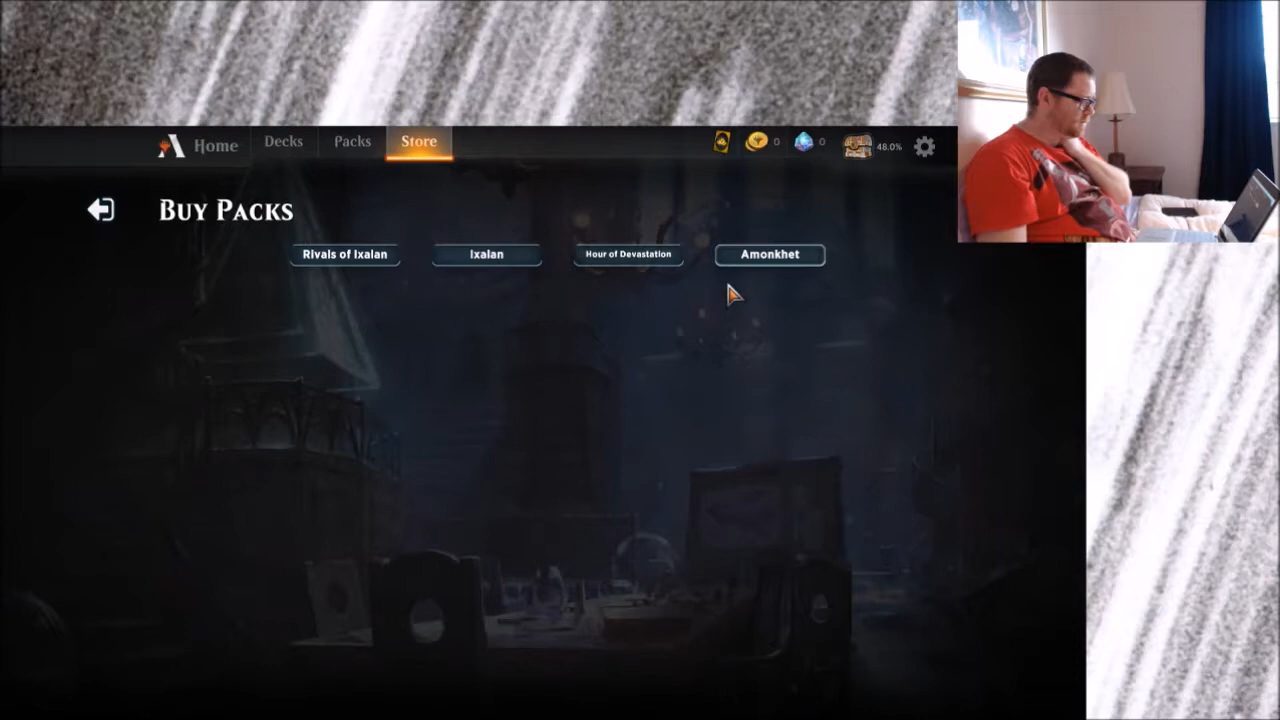 Home Decks Packs Store 0 0 48.0%
Buy Packs
Rivals of Ixalan Ixalan Hour of Devastation Amonkhet